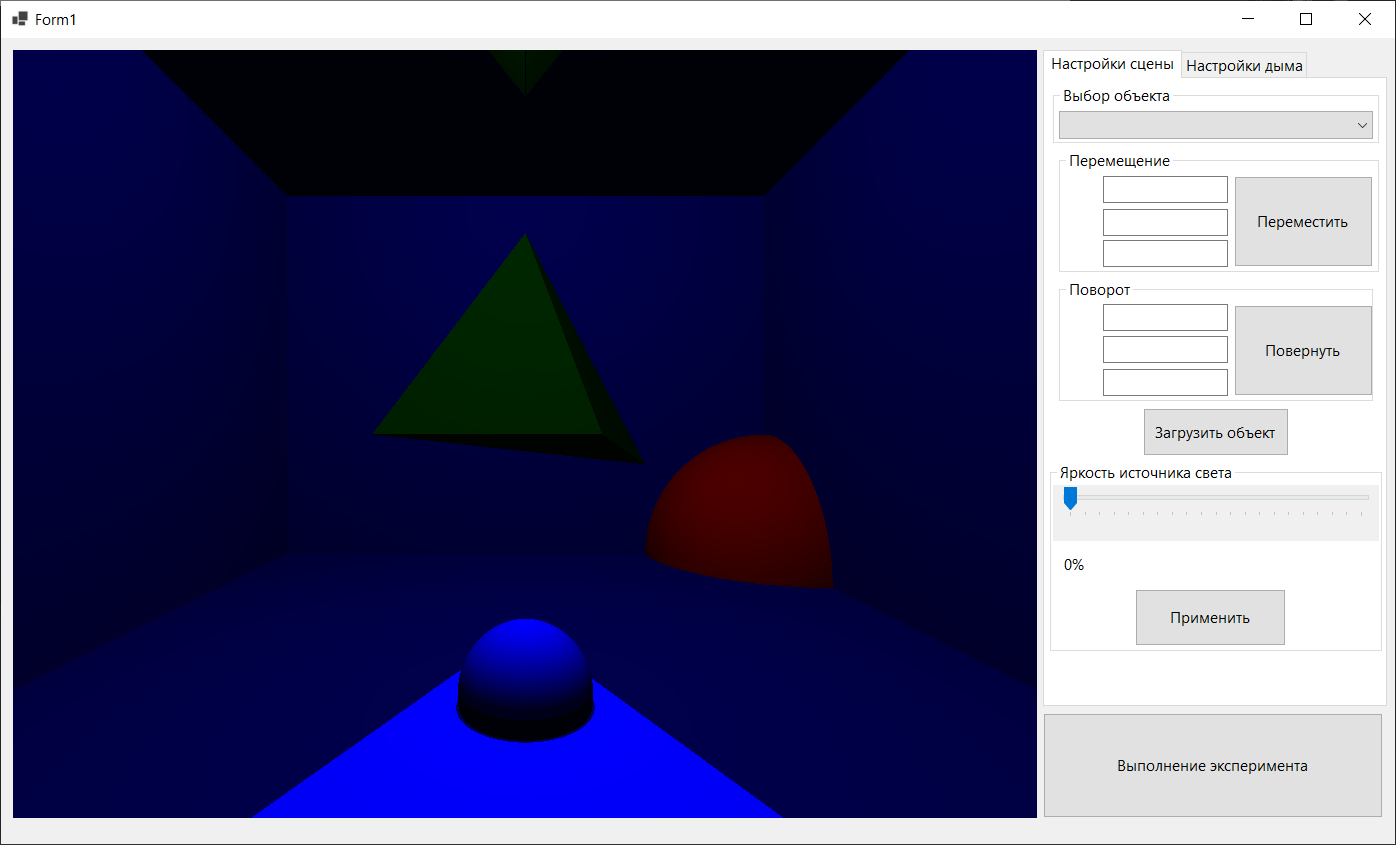 Form1
Настройки сцены
Настройки дыма
Выбор объекта
Перемещение
Переместить
Поворот
Повернуть
Загрузить объект
Яркость источника света
0%
Применить
Выполнение эксперимента